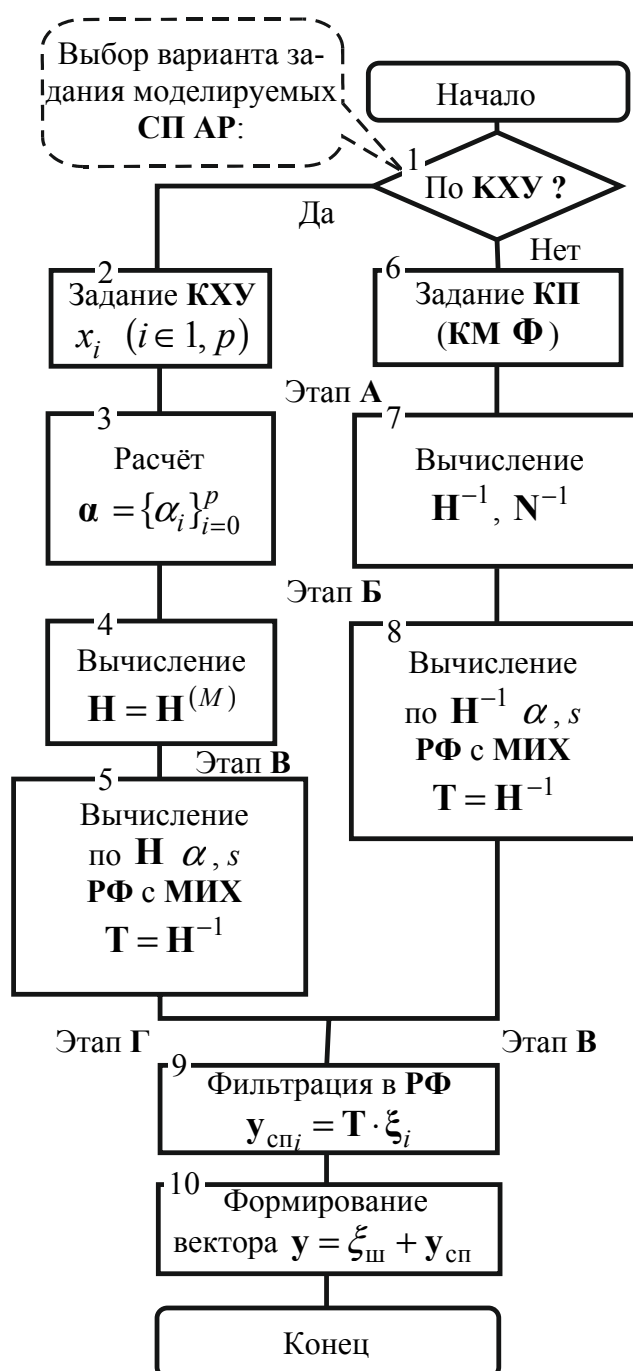 Выбор варианта за-
дания моделируемых
СП АР:
Начало
1
По КХУ ?
Да
Нет
2
Задание КХУ
x_i (i ∈ 1, p)
6
Задание КП
(КМ Φ)
Этап А
3
Расчёт
α = {α_i}_{i=0}^{p}
7
Вычисление
H^{-1}, N^{-1}
Этап Б
4
Вычисление
H = H^{(M)}
8
Вычисление
по H^{-1} α, s
РФ с МИХ
T = H^{-1}
Этап В
5
Вычисление
по H α, s
РФ с МИХ
T = H^{-1}
Этап Г
Этап В
9
Фильтрация в РФ
y_{сп_i} = T · ξ_i
10
Формирование
вектора y = ξ_ш + y_сп
Конец